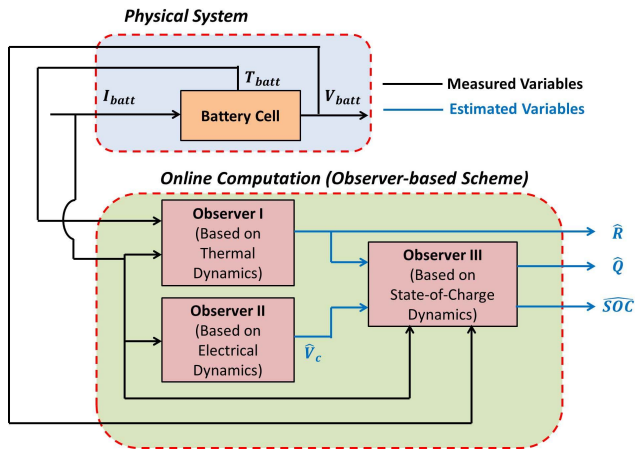 Physical System
T_batt
I_batt
V_batt
Battery Cell
Measured Variables
Estimated Variables
Online Computation (Observer-based Scheme)
Observer I
(Based on
Thermal
Dynamics)
Observer II
(Based on
Electrical
Dynamics)
V̂_c
Observer III
(Based on
State-of-Charge
Dynamics)
R̂
Q̂
SOĈ